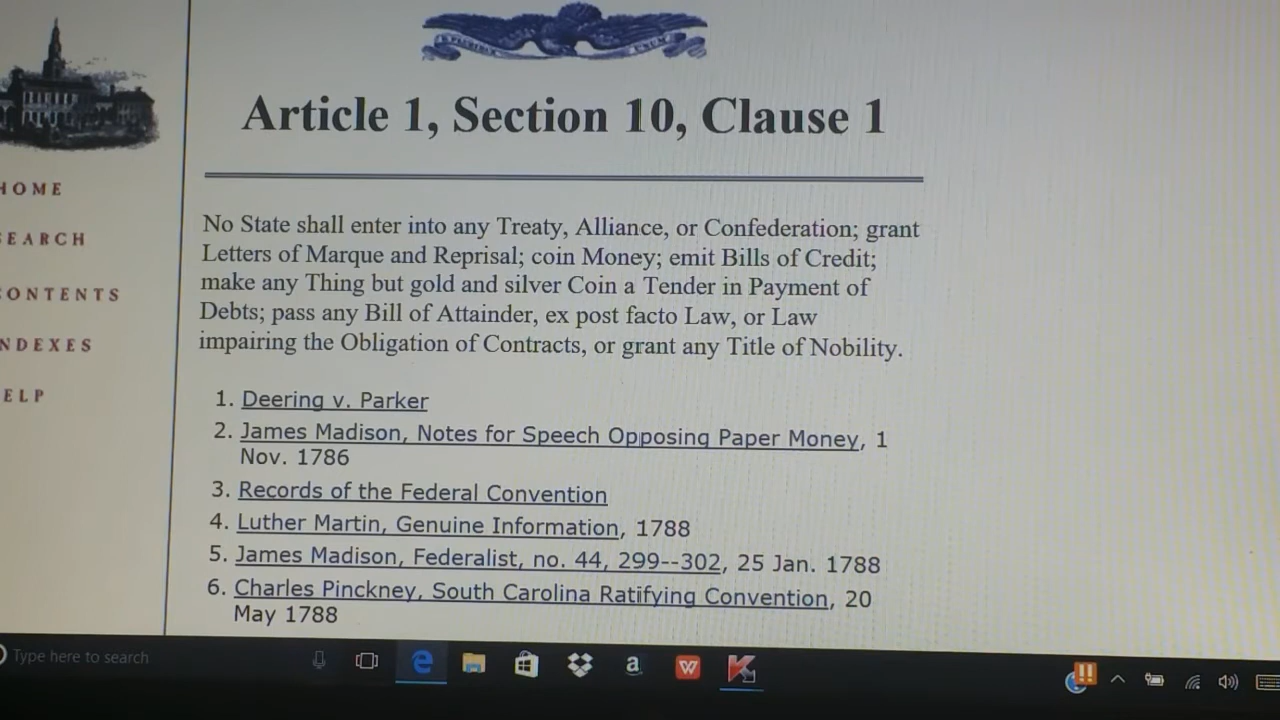 E PLURIBUS UNUM
Article 1, Section 10, Clause 1
HOME
EARCH
ONTENTS
NDEXES
ELP
No State shall enter into any Treaty, Alliance, or Confederation; grant
Letters of Marque and Reprisal; coin Money; emit Bills of Credit;
make any Thing but gold and silver Coin a Tender in Payment of
Debts; pass any Bill of Attainder, ex post facto Law, or Law
impairing the Obligation of Contracts, or grant any Title of Nobility.
1. Deering v. Parker
2. James Madison, Notes for Speech Opposing Paper Money, 1
Nov. 1786
3. Records of the Federal Convention
4. Luther Martin, Genuine Information, 1788
5. James Madison, Federalist, no. 44, 299--302, 25 Jan. 1788
6. Charles Pinckney, South Carolina Ratifying Convention, 20
May 1788
Type here to search